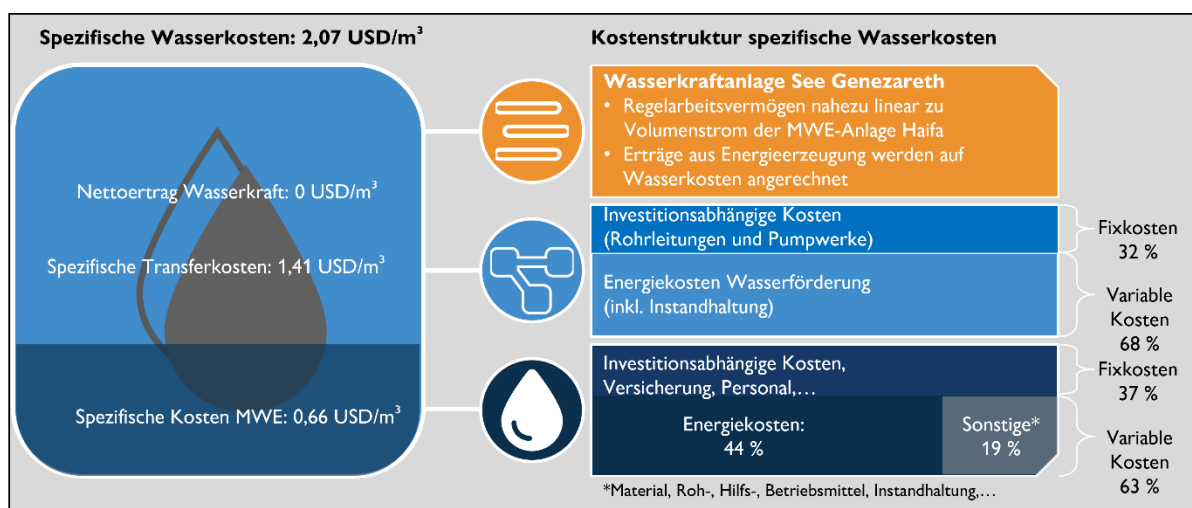 Spezifische Wasserkosten: 2,07 USD/m³
Nettoertrag Wasserkraft: 0 USD/m³
Spezifische Transferkosten: 1,41 USD/m³
Spezifische Kosten MWE: 0,66 USD/m³
Kostenstruktur spezifische Wasserkosten
Wasserkraftanlage See Genezareth
• Regelarbeitsvermögen nahezu linear zu
Volumenstrom der MWE-Anlage Haifa
• Erträge aus Energieerzeugung werden auf
Wasserkosten angerechnet
Investitionsabhängige Kosten
(Rohrleitungen und Pumpwerke)
Fixkosten
32 %
Energiekosten Wasserförderung
(inkl. Instandhaltung)
Variable
Kosten
68 %
Investitionsabhängige Kosten,
Versicherung, Personal,...
Fixkosten
37 %
Energiekosten:
44 %
Sonstige*
19 %
Variable
Kosten
63 %
*Material, Roh-, Hilfs-, Betriebsmittel, Instandhaltung,...